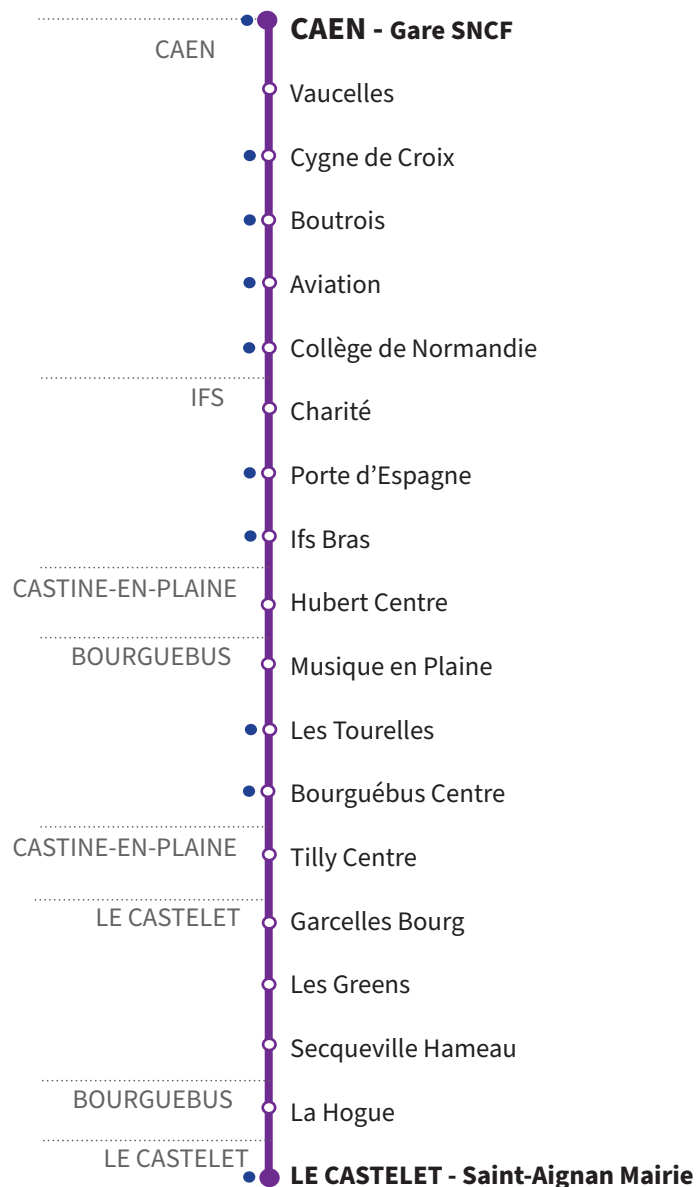 CAEN - Gare SNCF
CAEN
Vaucelles
Cygne de Croix
Boutrois
Aviation
Collège de Normandie
IFS
Charité
Porte d’Espagne
Ifs Bras
CASTINE-EN-PLAINE
Hubert Centre
BOURGUEBUS
Musique en Plaine
Les Tourelles
Bourguébus Centre
CASTINE-EN-PLAINE
Tilly Centre
LE CASTELET
Garcelles Bourg
Les Greens
Secqueville Hameau
BOURGUEBUS
La Hogue
LE CASTELET
LE CASTELET - Saint-Aignan Mairie